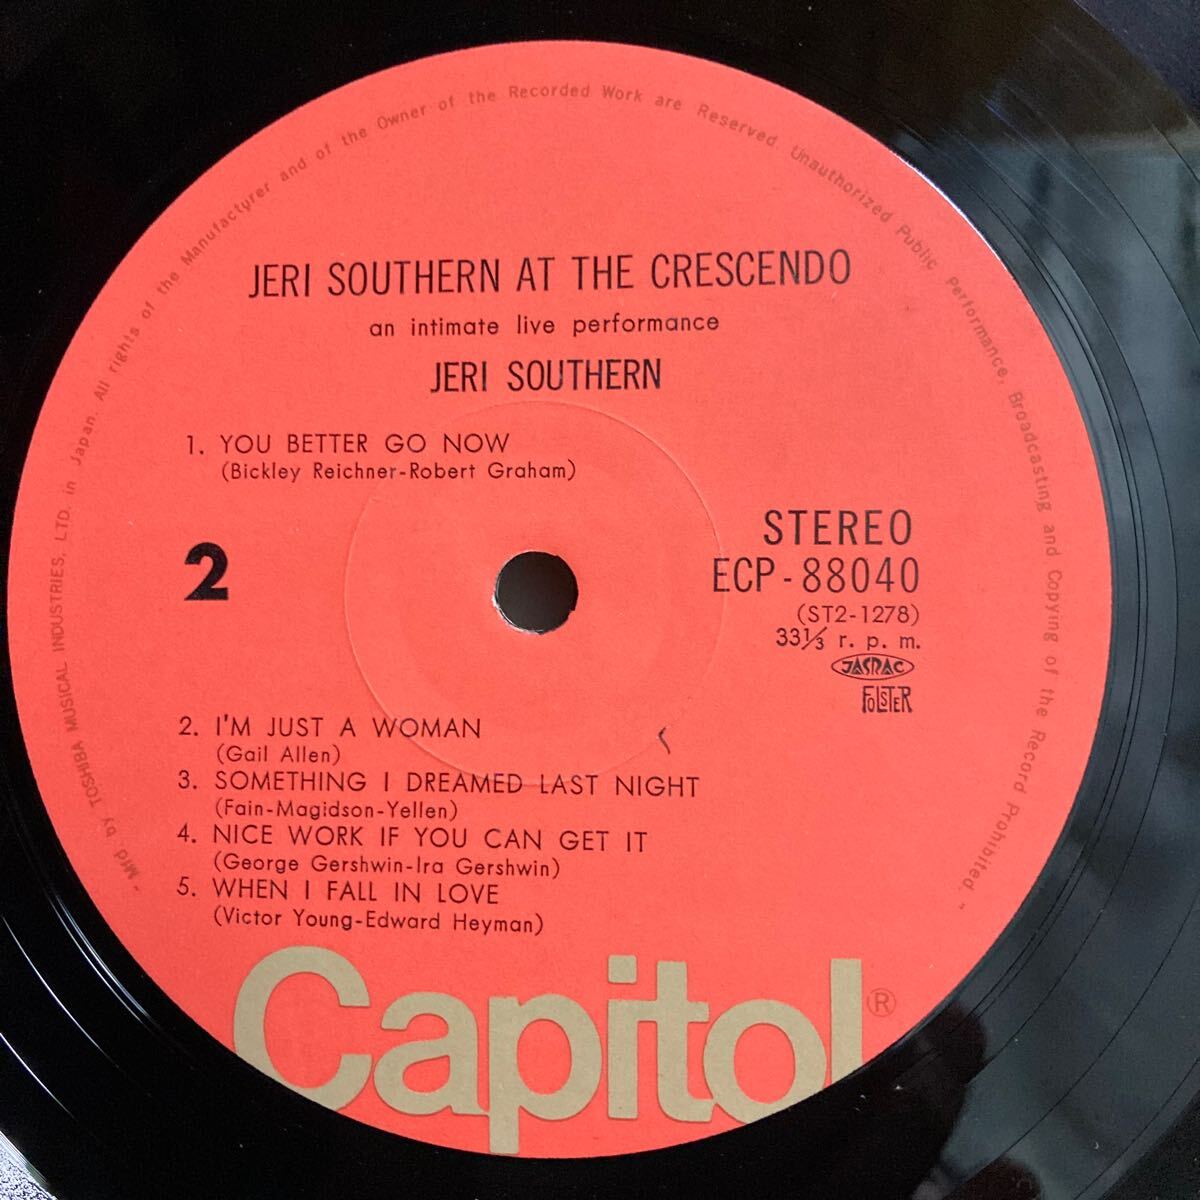 "Mfd. by TOSHIBA MUSICAL INDUSTRIES, LTD. in Japan. All rights of the Manufacturer and of the Owner of the Recorded Work are Reserved. Unauthorized Public Performance, Broadcasting and Copying of the Record Prohibited."
JERI SOUTHERN AT THE CRESCENDO
an intimate live performance
JERI SOUTHERN
1. YOU BETTER GO NOW
(Bickley Reichner-Robert Graham)
2
STEREO
ECP-88040
(ST2-1278)
33⅓ r. p. m.
JASRAC
FOLSTER
2. I'M JUST A WOMAN
(Gail Allen)
3. SOMETHING I DREAMED LAST NIGHT
(Fain-Magidson-Yellen)
4. NICE WORK IF YOU CAN GET IT
(George Gershwin-Ira Gershwin)
5. WHEN I FALL IN LOVE
(Victor Young-Edward Heyman)
Capitol®